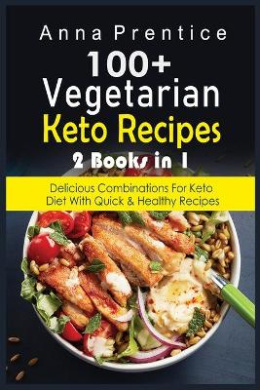 Anna Prentice
100+
Vegetarian
Keto Recipes
2 Books in 1
Delicious Combinations For Keto
Diet With Quick & Healthy Recipes